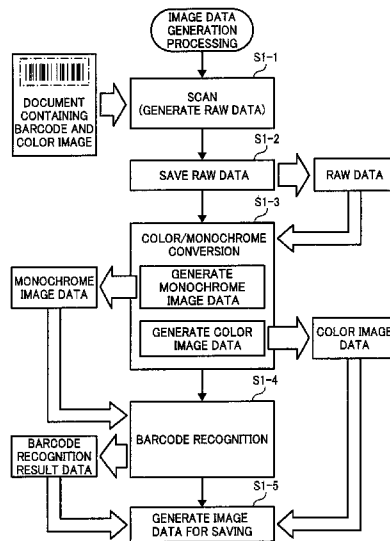 IMAGE DATA
GENERATION
PROCESSING
S1-1
SCAN
(GENERATE RAW DATA)
DOCUMENT
CONTAINING
BARCODE AND
COLOR IMAGE
S1-2
SAVE RAW DATA
RAW DATA
S1-3
COLOR/MONOCHROME
CONVERSION
GENERATE
MONOCHROME
IMAGE DATA
MONOCHROME
IMAGE DATA
GENERATE COLOR
IMAGE DATA
COLOR IMAGE
DATA
S1-4
BARCODE RECOGNITION
BARCODE
RECOGNITION
RESULT DATA
S1-5
GENERATE IMAGE
DATA FOR SAVING